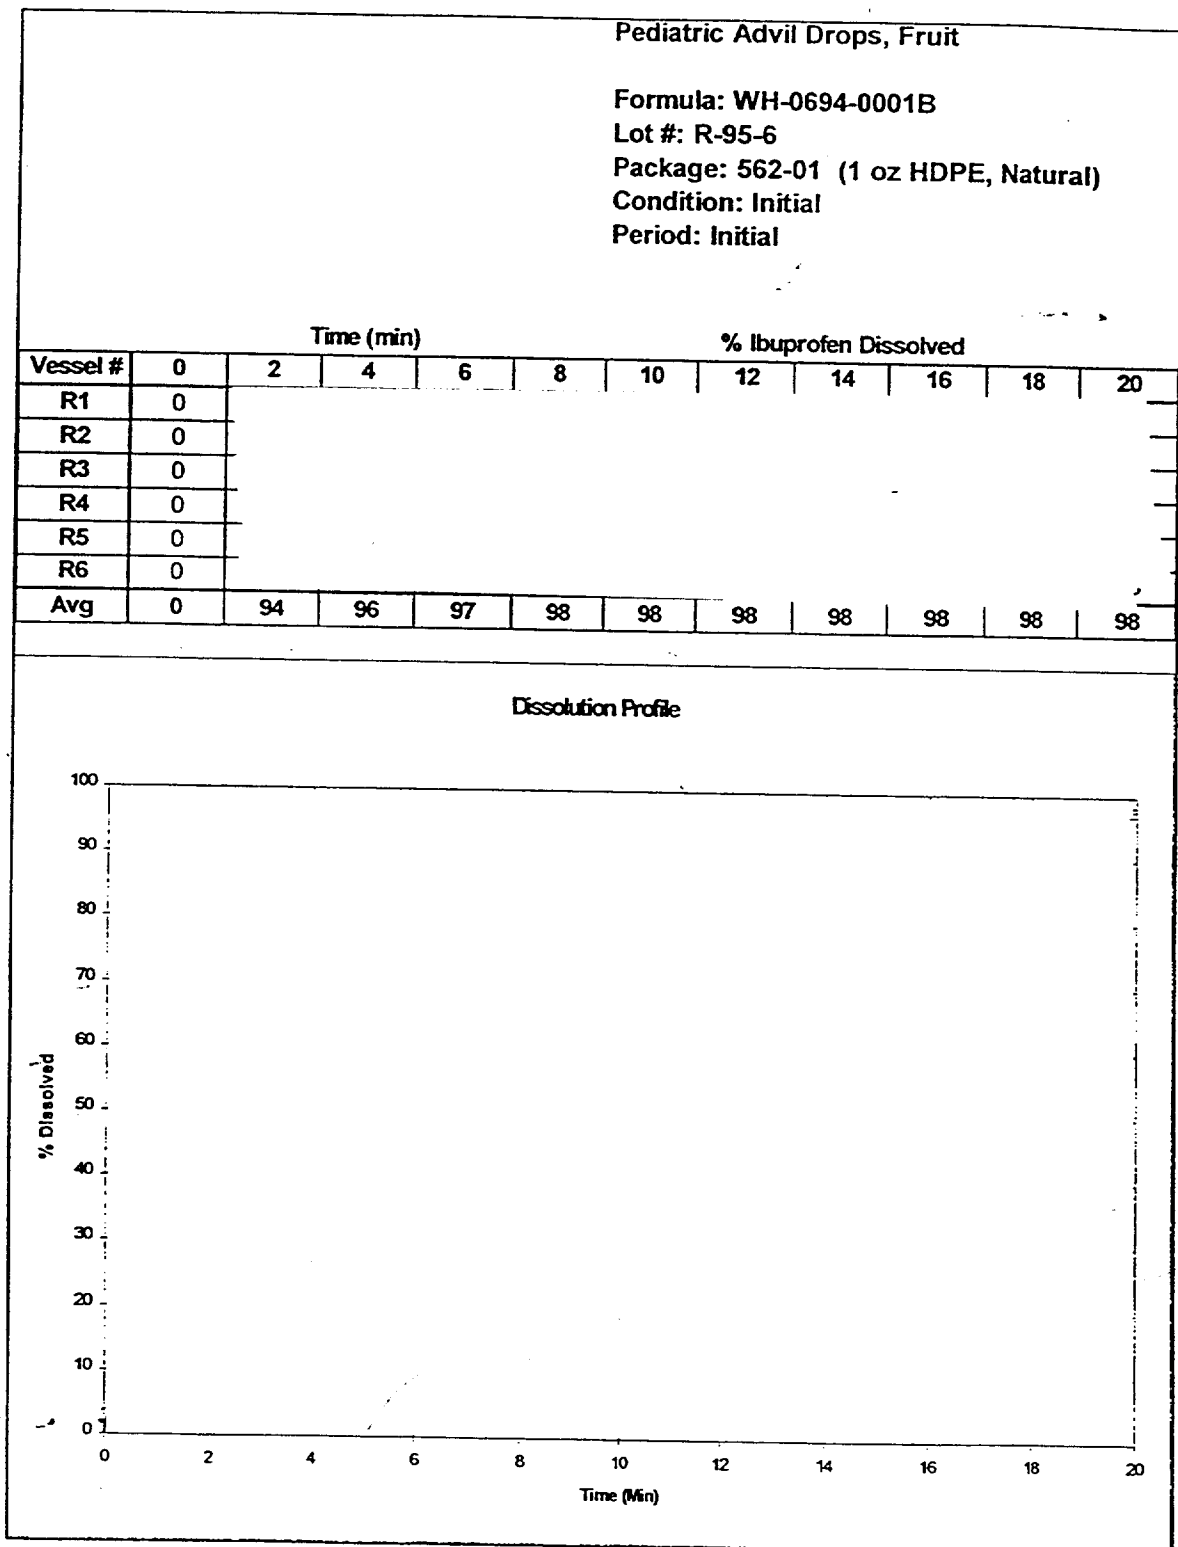 Pediatric Advil Drops, Fruit
Formula: WH-0694-0001B
Lot #: R-95-6
Package: 562-01 (1 oz HDPE, Natural)
Condition: Initial
Period: Initial
Time (min) % Ibuprofen Dissolved
Vessel # 0 2 4 6 8 10 12 14 16 18 20
R1 0
R2 0
R3 0
R4 0
R5 0
R6 0
Avg 0 94 96 97 98 98 98 98 98 98 98
Dissolution Profile
100
90
80
70
60
50
40
30
20
10
0
% Dissolved
0 2 4 6 8 10 12 14 16 18 20
Time (Min)